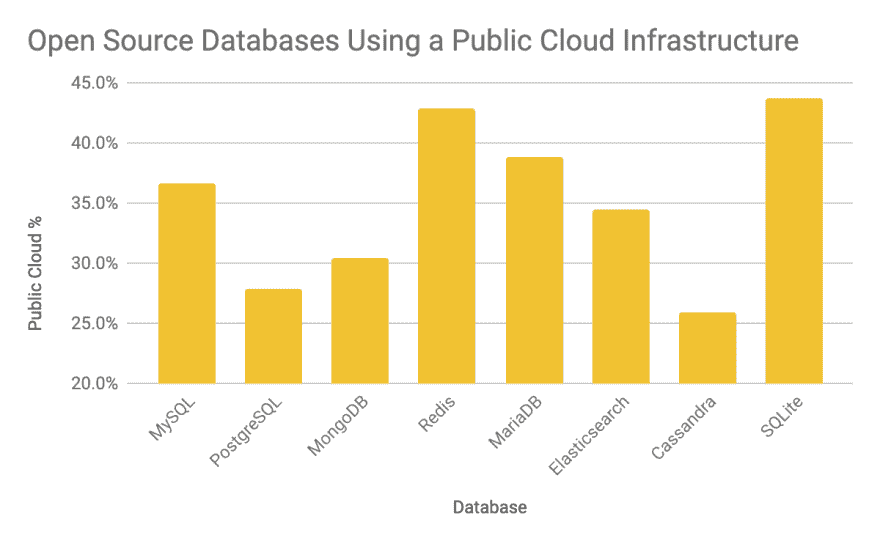 Open Source Databases Using a Public Cloud Infrastructure
45.0%
40.0%
35.0%
30.0%
25.0%
20.0%
Public Cloud %
MySQL
PostgreSQL
MongoDB
Redis
MariaDB
Elasticsearch
Cassandra
SQLite
Database